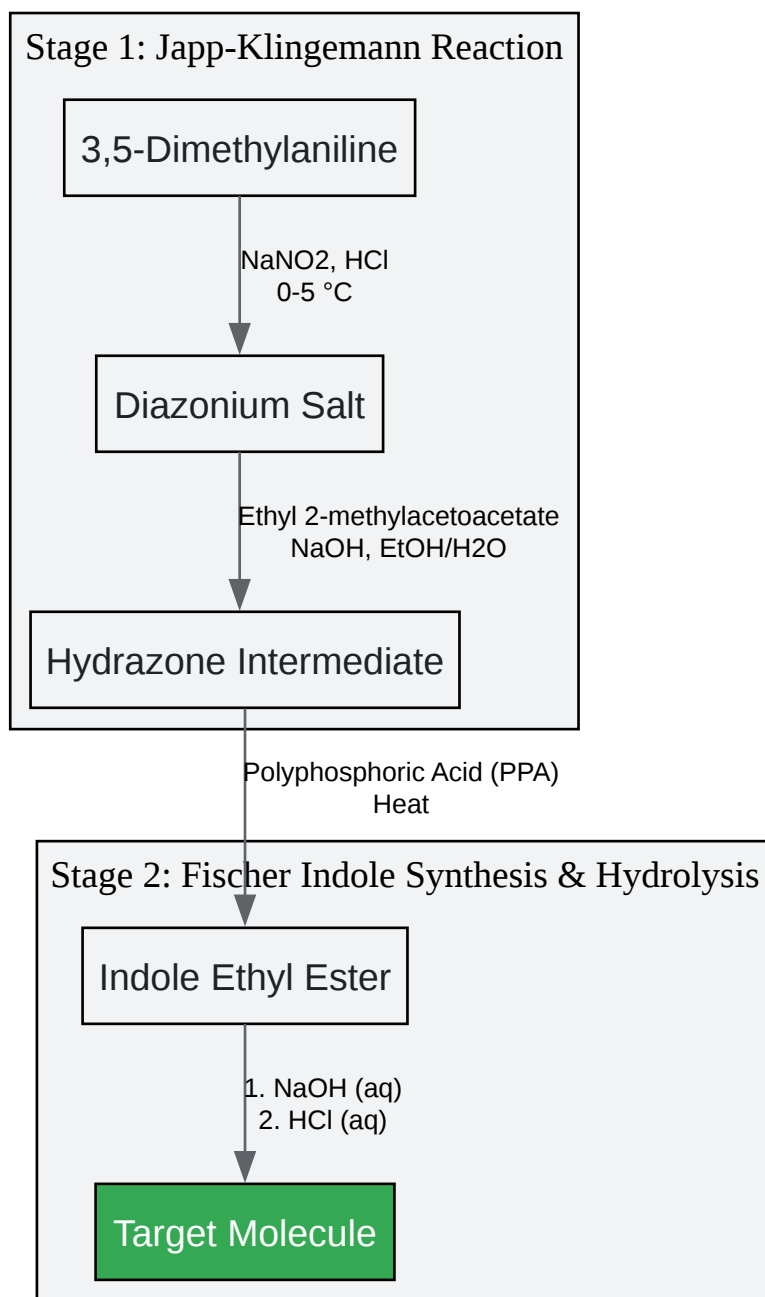 Stage 1: Japp-Klingemann Reaction
3,5-Dimethylaniline
NaNO2, HCl
0-5 °C
Diazonium Salt
Ethyl 2-methylacetoacetate
NaOH, EtOH/H2O
Hydrazone Intermediate
Polyphosphoric Acid (PPA)
Heat
Stage 2: Fischer Indole Synthesis & Hydrolysis
Indole Ethyl Ester
1. NaOH (aq)
2. HCl (aq)
Target Molecule